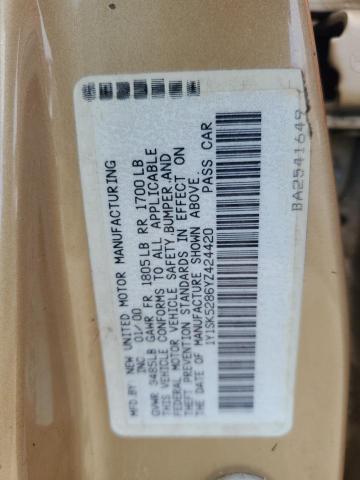 MFD BY NEW UNITED MOTOR MANUFACTURING
INC 01/00
GVWR 3485LB GAWR FR 1805LB RR 1700LB
THIS VEHICLE CONFORMS TO ALL APPLICABLE
FEDERAL MOTOR VEHICLE SAFETY,BUMPER,AND
THEFT PREVENTION STANDARDS IN EFFECT ON
THE DATE OF MANUFACTURE SHOWN ABOVE.
1Y1SK5286YZ424420 PASS CAR
BA2541649